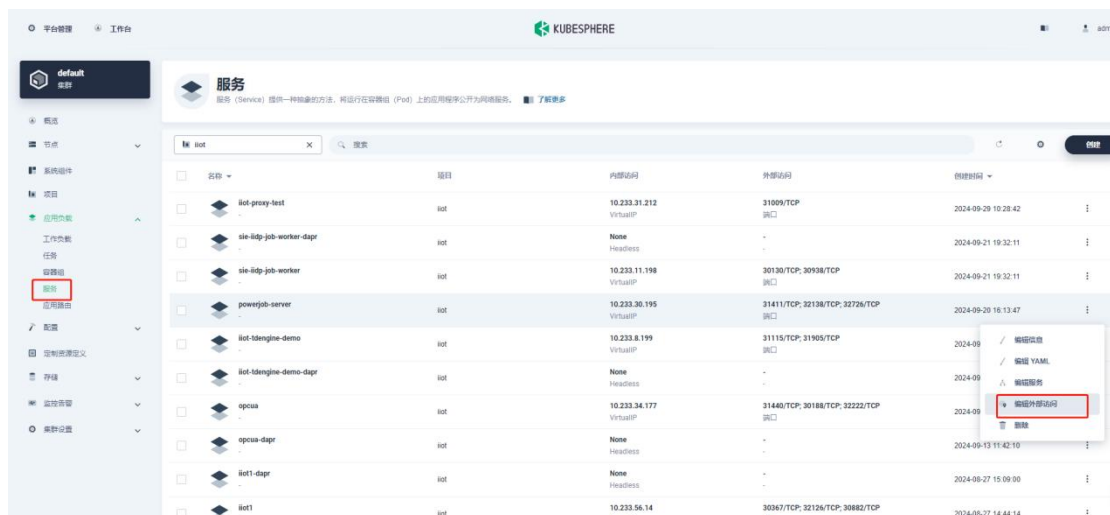 平台管理 工作台
KUBESPHERE
adm
default
集群
概览
节点
系统组件
项目
应用负载
工作负载
任务
容器组
服务
应用路由
配置
定制资源定义
存储
监控告警
集群设置
服务
服务（Service）提供一种抽象的方法，将运行在容器组（Pod）上的应用程序公开为网络服务。 了解更多
iiot × 搜索 创建
名称 项目 内部访问 外部访问 创建时间
iiot-proxy-test iiot 10.233.31.212 31009/TCP 2024-09-29 10:28:42
- VirtualIP 端口
sie-iidp-job-worker-dapr iiot None - 2024-09-21 19:32:11
- Headless -
sie-iidp-job-worker iiot 10.233.11.198 30130/TCP; 30938/TCP 2024-09-21 19:32:11
- VirtualIP 端口
powerjob-server iiot 10.233.30.195 31411/TCP; 32138/TCP; 32726/TCP 2024-09-20 16:13:47
- VirtualIP 端口
iiot-tdengine-demo iiot 10.233.8.199 31115/TCP; 31905/TCP 2024-09
- VirtualIP 端口
iiot-tdengine-demo-dapr iiot None - 2024-09
- Headless -
opcua iiot 10.233.34.177 31440/TCP; 30188/TCP; 32222/TCP 2024-09
- VirtualIP 端口
opcua-dapr iiot None - 2024-09-13 11:42:10
- Headless -
iiot1-dapr iiot None - 2024-08-27 15:09:00
- Headless -
iiot1 iiot 10.233.56.14 30367/TCP; 32126/TCP; 30882/TCP 2024-08-27 14:44:14
编辑信息
编辑 YAML
编辑服务
编辑外部访问
删除